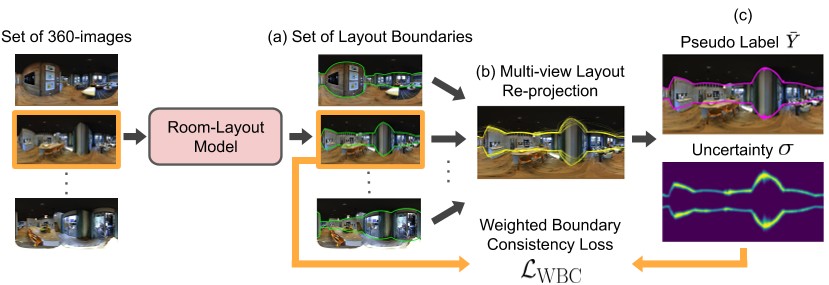 Set of 360-images
Room-Layout
Model
(a) Set of Layout Boundaries
(b) Multi-view Layout
Re-projection
(c)
Pseudo Label Ȳ
Uncertainty σ
Weighted Boundary
Consistency Loss
ℒ_WBC